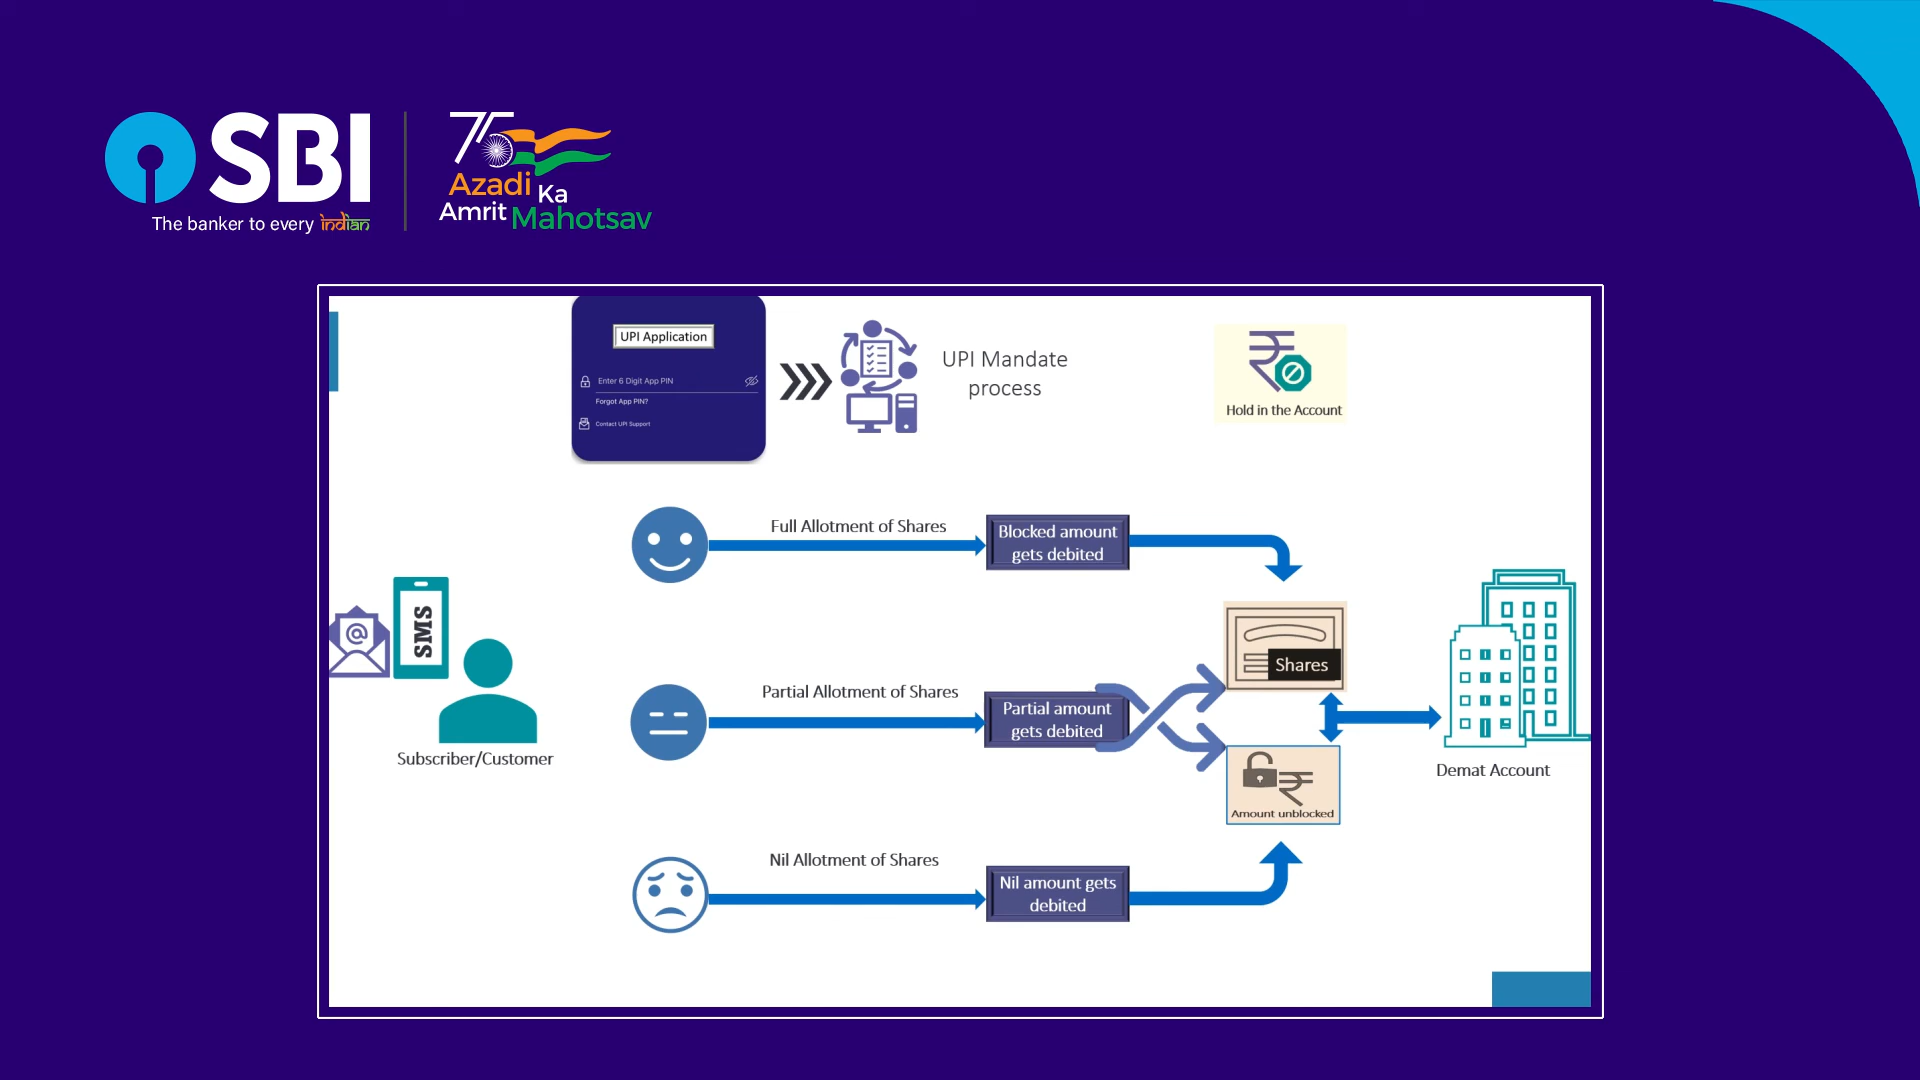 SBI
The banker to every indian
75
Azadi Ka
Amrit Mahotsav
UPI Application
Enter 6 Digit App PIN
Forgot App PIN?
Contact UPI Support
UPI Mandate
process
Hold in the Account
Full Allotment of Shares
Blocked amount
gets debited
SMS
@
Subscriber/Customer
Partial Allotment of Shares
Partial amount
gets debited
Shares
Amount unblocked
Demat Account
Nil Allotment of Shares
Nil amount gets
debited